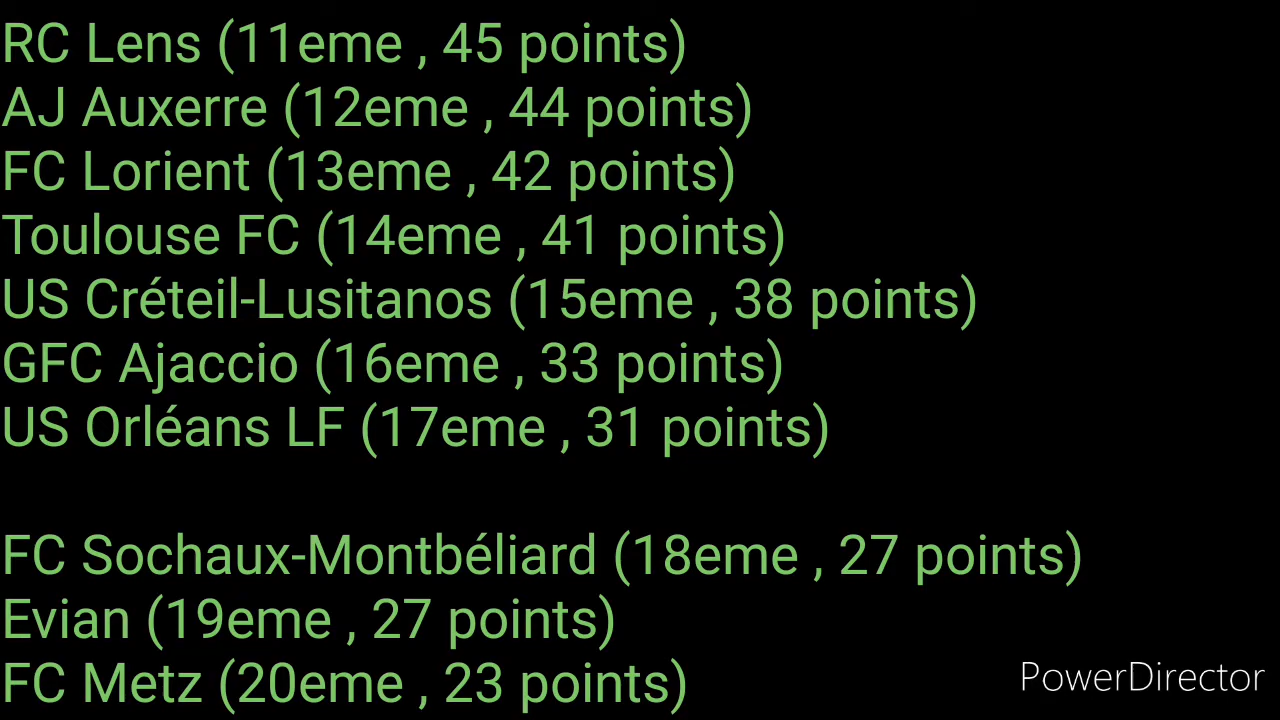 RC Lens (11eme , 45 points)
AJ Auxerre (12eme , 44 points)
FC Lorient (13eme , 42 points)
Toulouse FC (14eme , 41 points)
US Créteil-Lusitanos (15eme , 38 points)
GFC Ajaccio (16eme , 33 points)
US Orléans LF (17eme , 31 points)
FC Sochaux-Montbéliard (18eme , 27 points)
Evian (19eme , 27 points)
FC Metz (20eme , 23 points)
PowerDirector